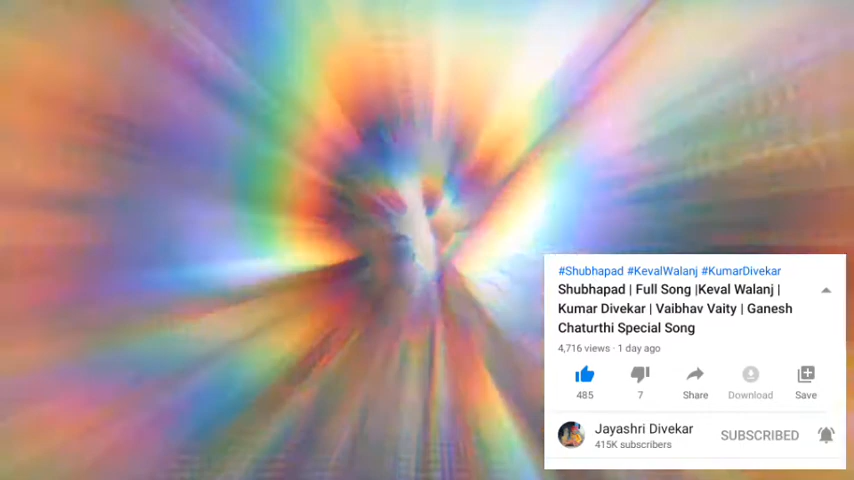 #Shubhapad #KevalWalanj #KumarDivekar
Shubhapad | Full Song |Keval Walanj |
Kumar Divekar | Vaibhav Vaity | Ganesh
Chaturthi Special Song
4,716 views · 1 day ago
485 7 Share Download Save
Jayashri Divekar
415K subscribers
SUBSCRIBED